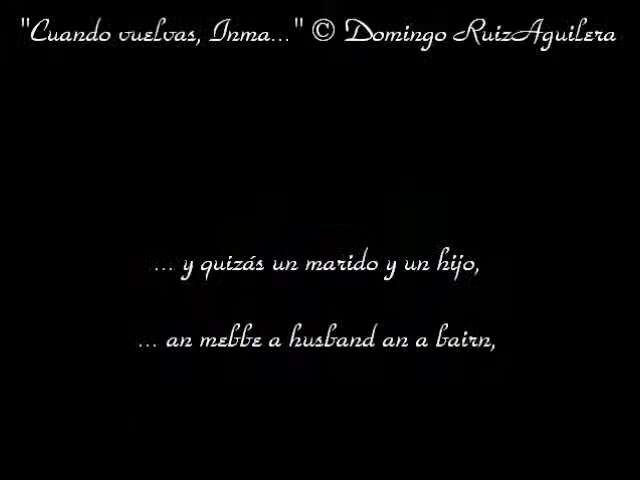 "Cuando vuelvas, Inma..." © Domingo RuizAguilera
... y quizás un marido y un hijo,
... an mebbe a husband an a bairn,